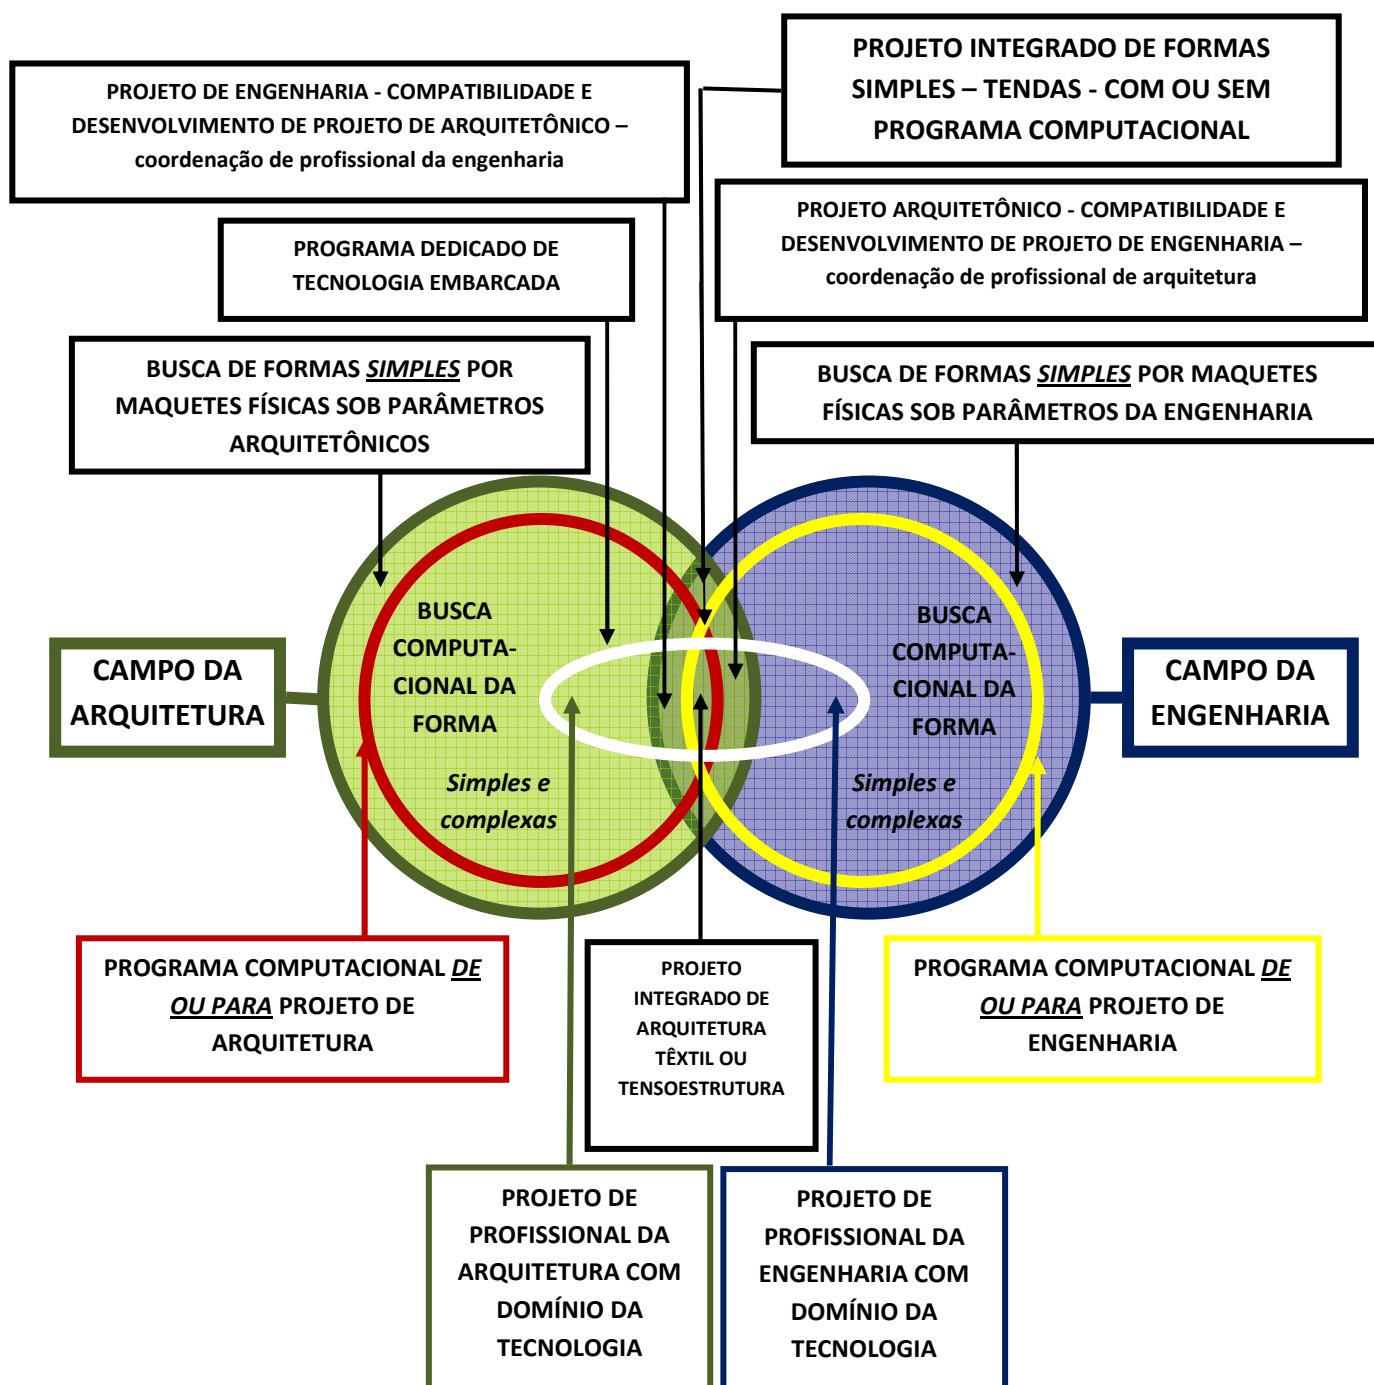 PROJETO DE ENGENHARIA - COMPATIBILIDADE E
DESENVOLVIMENTO DE PROJETO DE ARQUITETÔNICO –
coordenação de profissional da engenharia
PROJETO INTEGRADO DE FORMAS
SIMPLES – TENDAS - COM OU SEM
PROGRAMA COMPUTACIONAL
PROGRAMA DEDICADO DE
TECNOLOGIA EMBARCADA
PROJETO ARQUITETÔNICO - COMPATIBILIDADE E
DESENVOLVIMENTO DE PROJETO DE ENGENHARIA –
coordenação de profissional de arquitetura
BUSCA DE FORMAS SIMPLES POR
MAQUETES FÍSICAS SOB PARÂMETROS
ARQUITETÔNICOS
BUSCA DE FORMAS SIMPLES POR MAQUETES
FÍSICAS SOB PARÂMETROS DA ENGENHARIA
CAMPO DA
ARQUITETURA
BUSCA
COMPUTA-
CIONAL DA
FORMA
Simples e
complexas
BUSCA
COMPUTA-
CIONAL DA
FORMA
Simples e
complexas
CAMPO DA
ENGENHARIA
PROGRAMA COMPUTACIONAL DE
OU PARA PROJETO DE
ARQUITETURA
PROJETO
INTEGRADO DE
ARQUITETURA
TÊXTIL OU
TENSOESTRUTURA
PROGRAMA COMPUTACIONAL DE
OU PARA PROJETO DE
ENGENHARIA
PROJETO DE
PROFISSIONAL DA
ARQUITETURA COM
DOMÍNIO DA
TECNOLOGIA
PROJETO DE
PROFISSIONAL DA
ENGENHARIA COM
DOMÍNIO DA
TECNOLOGIA